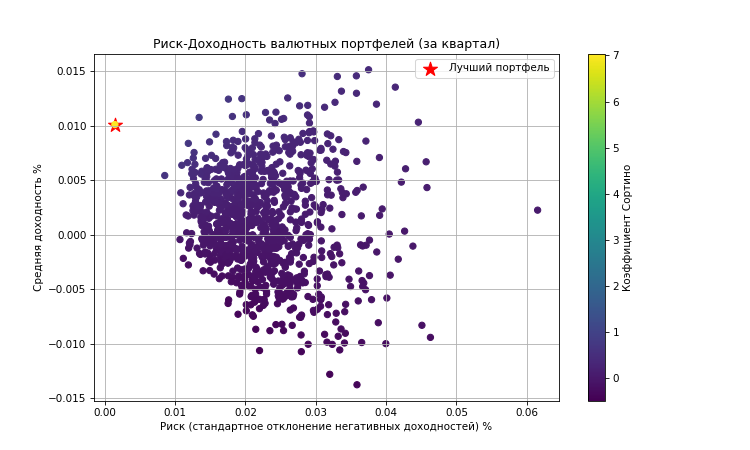 Риск-Доходность валютных портфелей (за квартал)
Лучший портфель
Средняя доходность %
0.015
0.010
0.005
0.000
−0.005
−0.010
−0.015
0.00 0.01 0.02 0.03 0.04 0.05 0.06
Риск (стандартное отклонение негативных доходностей) %
7
6
5
4
3
2
1
0
Коэффициент Сортино